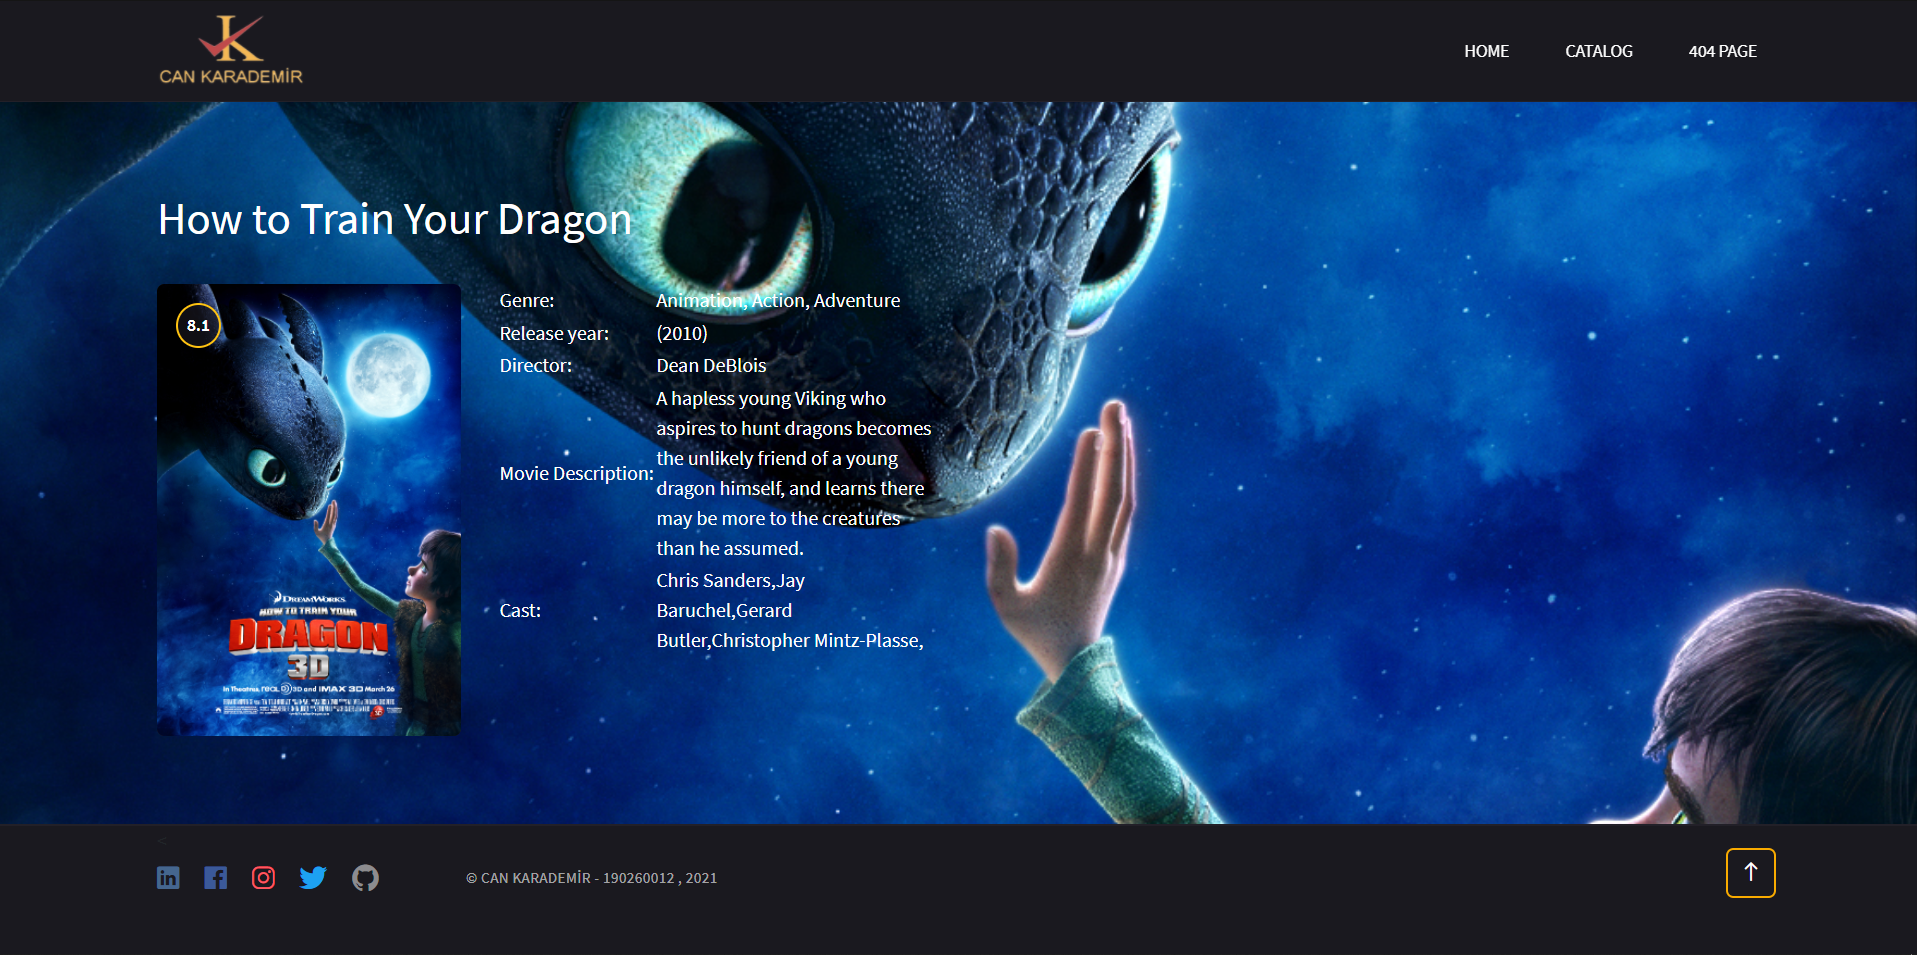 K
CAN KARADEMİR
HOME
CATALOG
404 PAGE
How to Train Your Dragon
8.1
DREAMWORKS
HOW TO TRAIN YOUR
DRAGON
3D
In Theatres, REAL D 3D and IMAX 3D March 26
Genre:
Animation, Action, Adventure
Release year:
(2010)
Director:
Dean DeBlois
Movie Description:
A hapless young Viking who
aspires to hunt dragons becomes
the unlikely friend of a young
dragon himself, and learns there
may be more to the creatures
than he assumed.
Cast:
Chris Sanders,Jay
Baruchel,Gerard
Butler,Christopher Mintz-Plasse,
<
in
f
© CAN KARADEMİR - 190260012 , 2021
↑